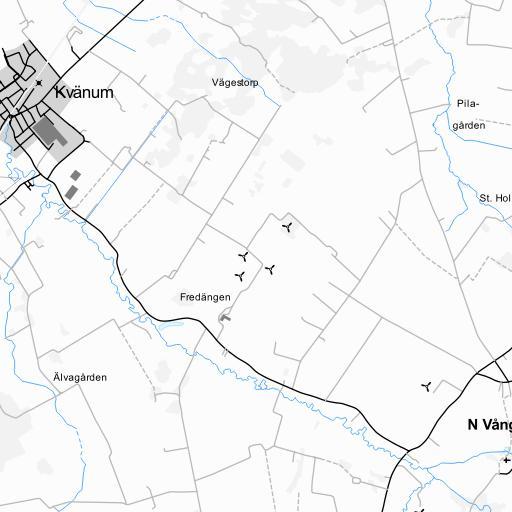 Vägestorp
Kvänum
Pila-
gården
St. Hol
Fredängen
Älvagården
N Vång